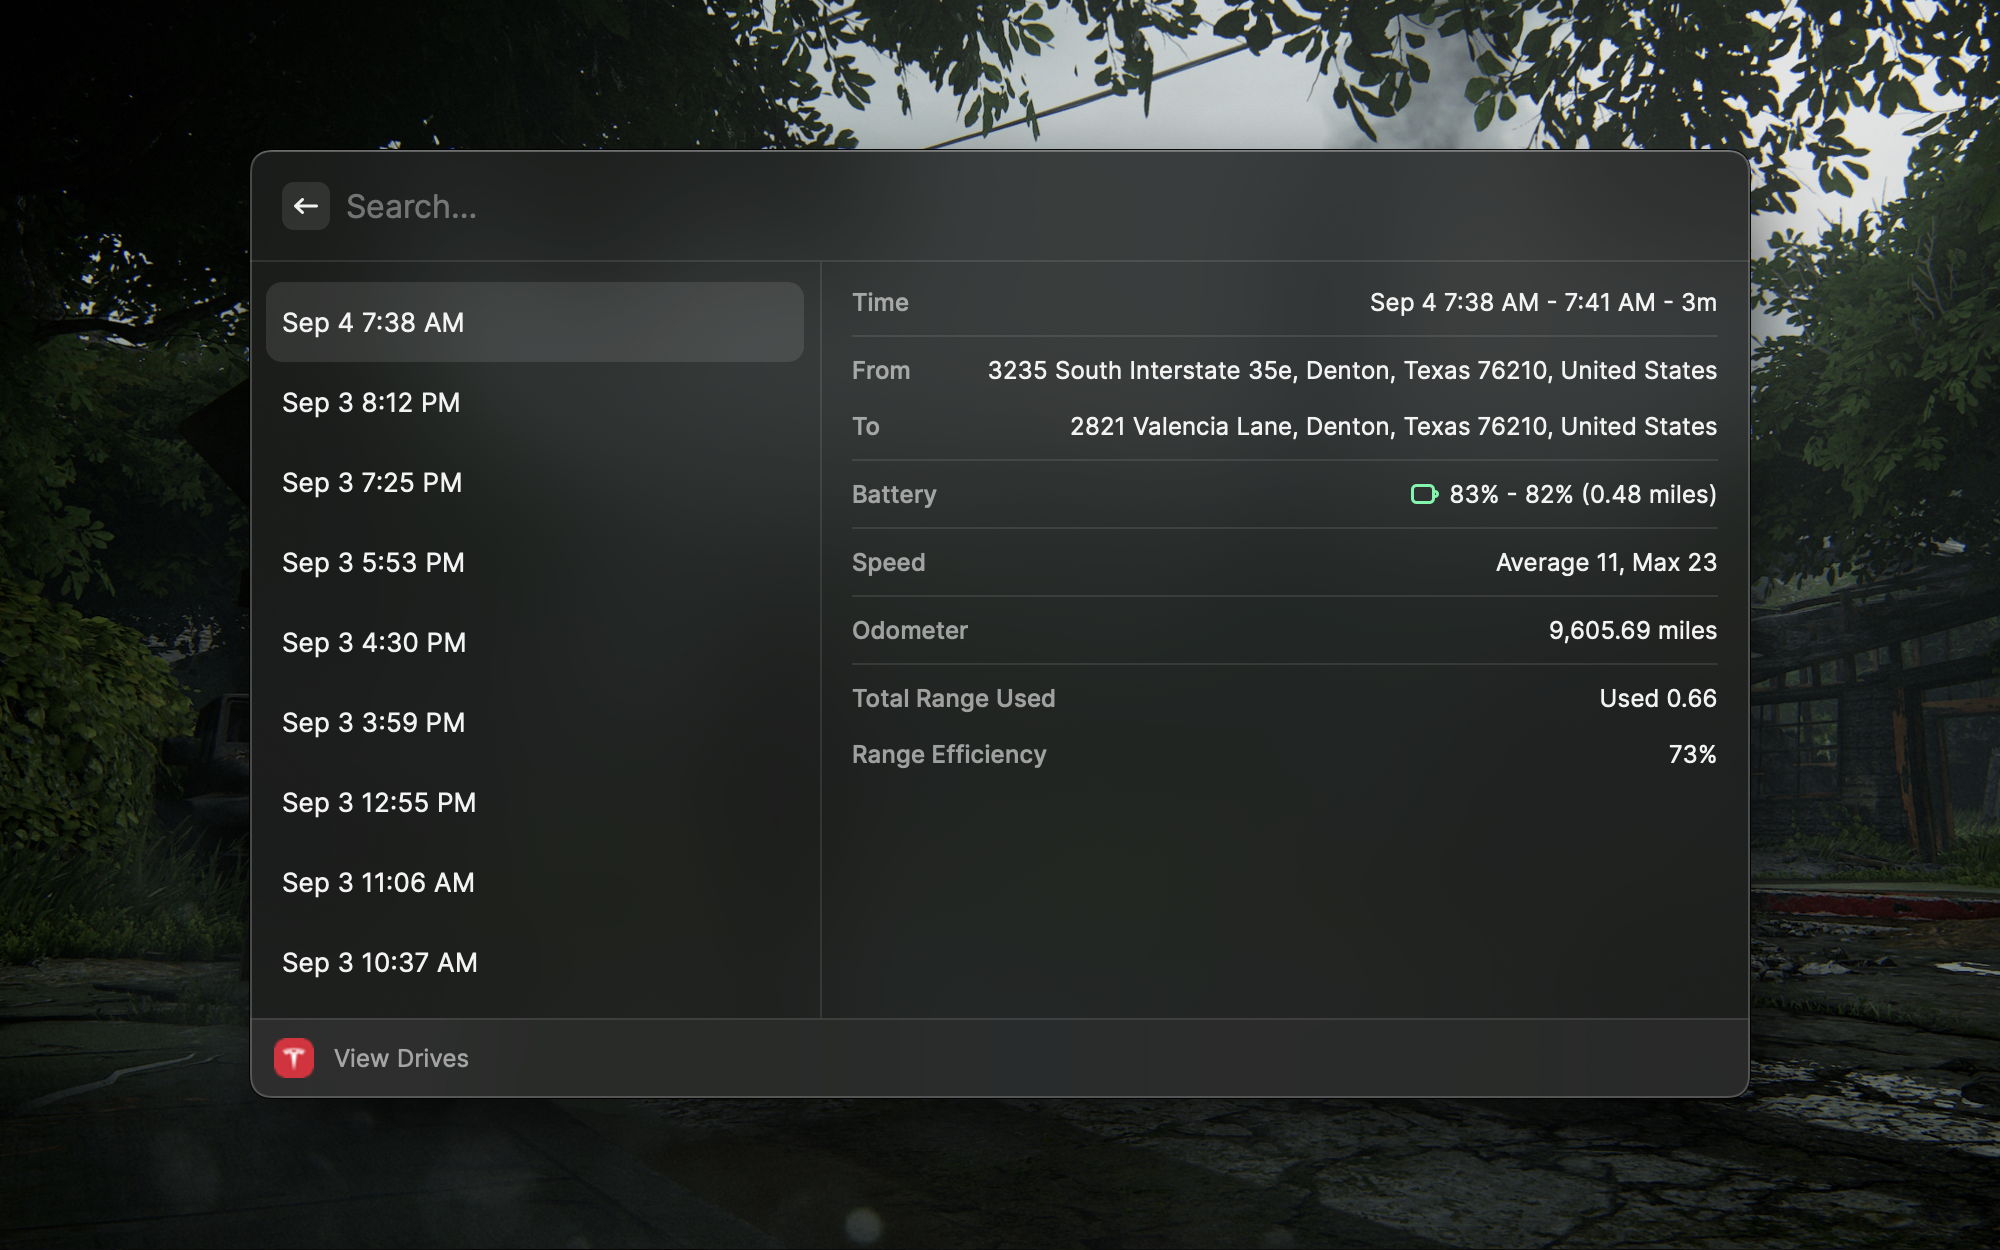 Search...
Sep 4 7:38 AM
Sep 3 8:12 PM
Sep 3 7:25 PM
Sep 3 5:53 PM
Sep 3 4:30 PM
Sep 3 3:59 PM
Sep 3 12:55 PM
Sep 3 11:06 AM
Sep 3 10:37 AM
Time Sep 4 7:38 AM - 7:41 AM - 3m
From 3235 South Interstate 35e, Denton, Texas 76210, United States
To 2821 Valencia Lane, Denton, Texas 76210, United States
Battery 83% - 82% (0.48 miles)
Speed Average 11, Max 23
Odometer 9,605.69 miles
Total Range Used Used 0.66
Range Efficiency 73%
View Drives